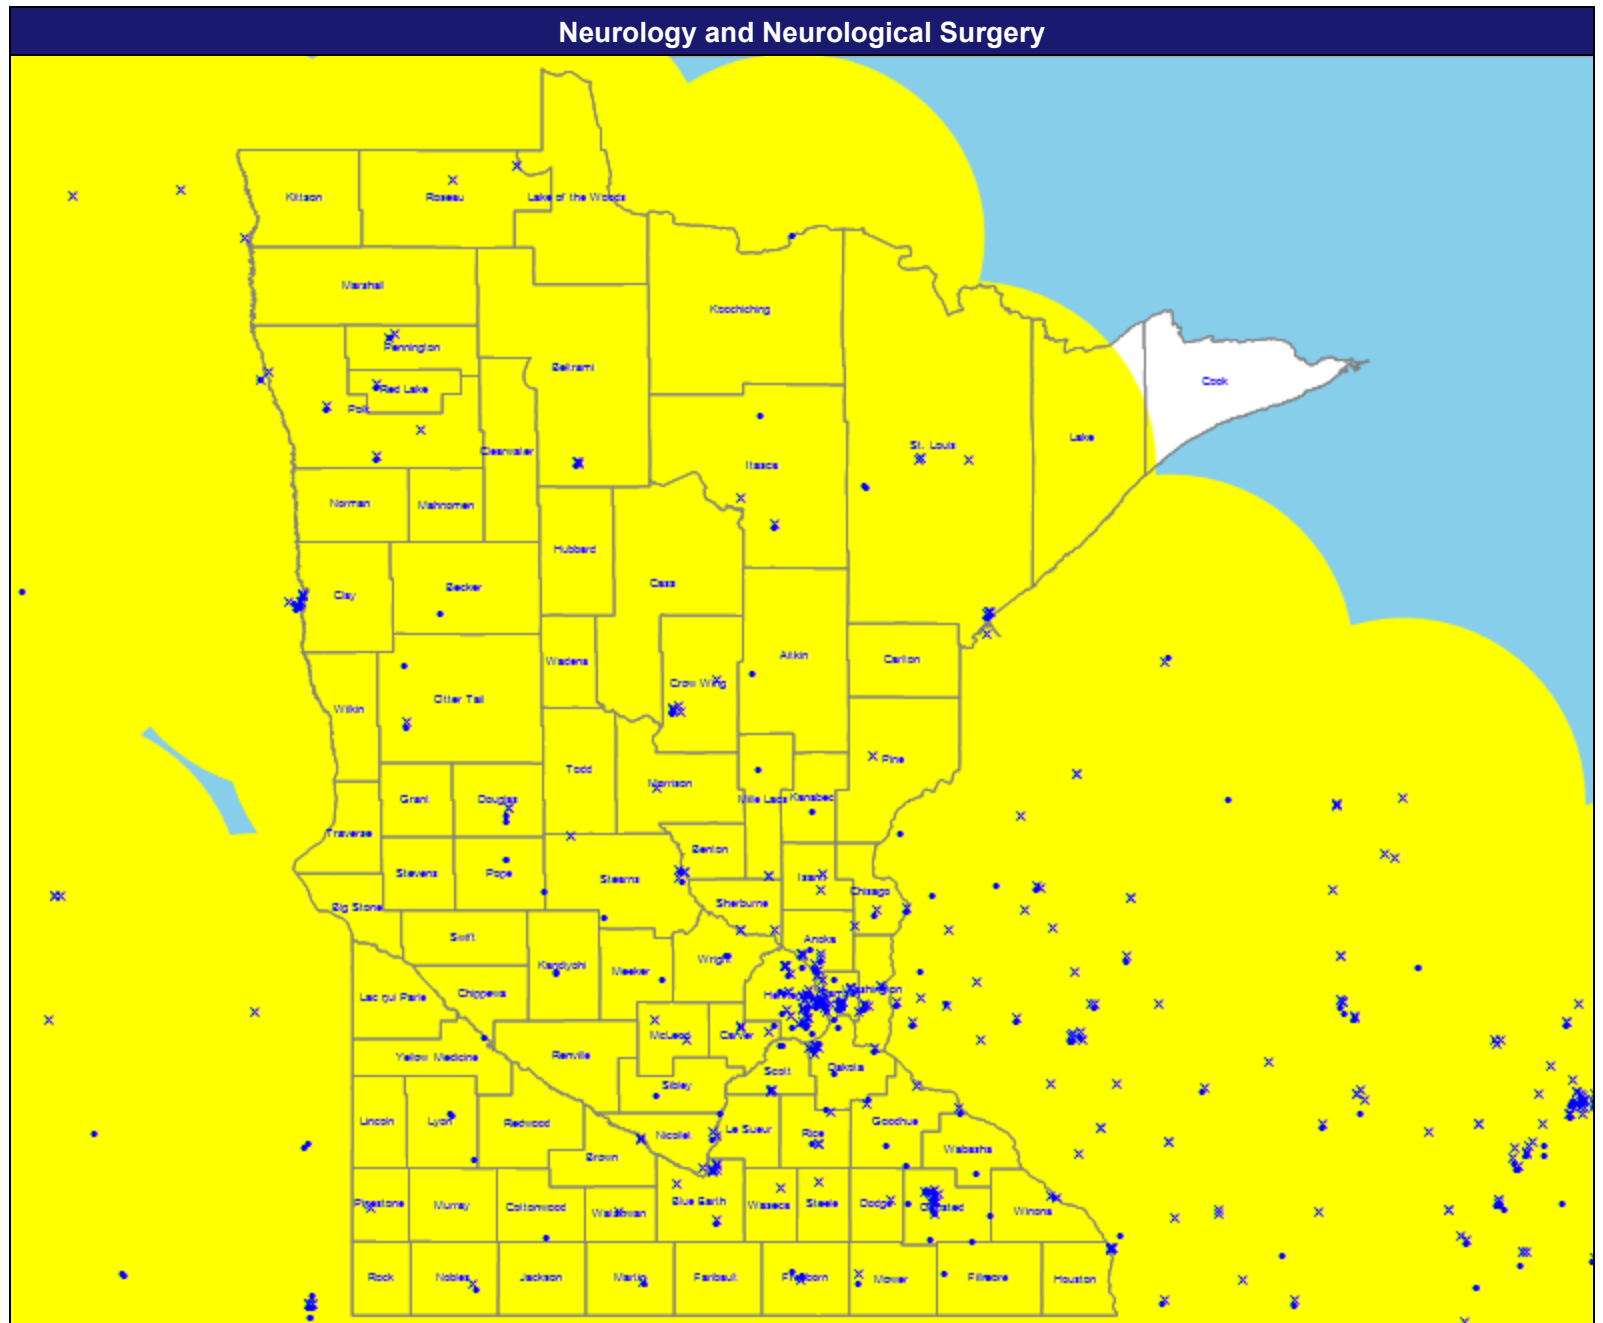 Neurology and Neurological Surgery
Kittson
Roseau
Lake of the Woods
Marshall
Koochiching
Pennington
Beltrami
Cook
Red Lake
Polk
Lake
St. Louis
Clearwater
Itasca
Norman
Mahnomen
Hubbard
Cass
Becker
Clay
Wadena
Aitkin
Carlton
Crow Wing
Otter Tail
Wilkin
Pine
Todd
Morrison
Grant
Douglas
Mille Lacs
Kanabec
Traverse
Benton
Stevens
Pope
Stearns
Isanti
Chisago
Sherburne
Big Stone
Swift
Anoka
Wright
Kandiyohi
Meeker
Chippewa
Lac qui Parle
Washington
McLeod
Carver
Yellow Medicine
Renville
Scott
Dakota
Sibley
Lincoln
Lyon
Redwood
Le Sueur
Rice
Goodhue
Nicollet
Wabasha
Brown
Pipestone
Murray
Cottonwood
Watonwan
Blue Earth
Waseca
Steele
Dodge
Olmsted
Winona
Rock
Nobles
Jackson
Martin
Faribault
Freeborn
Mower
Fillmore
Houston